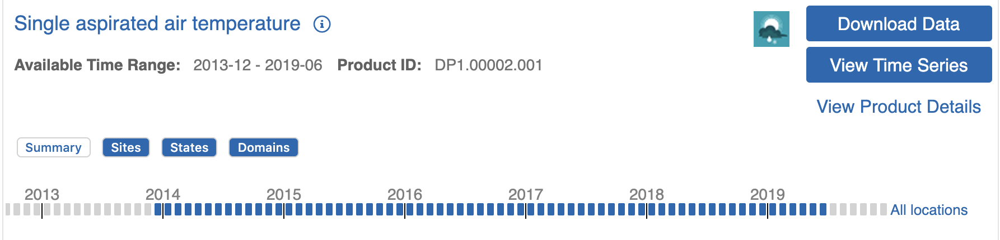 Single aspirated air temperature
Download Data
Available Time Range: 2013-12 - 2019-06 Product ID: DP1.00002.001
View Time Series
View Product Details
Summary Sites States Domains
2013 2014 2015 2016 2017 2018 2019
All locations